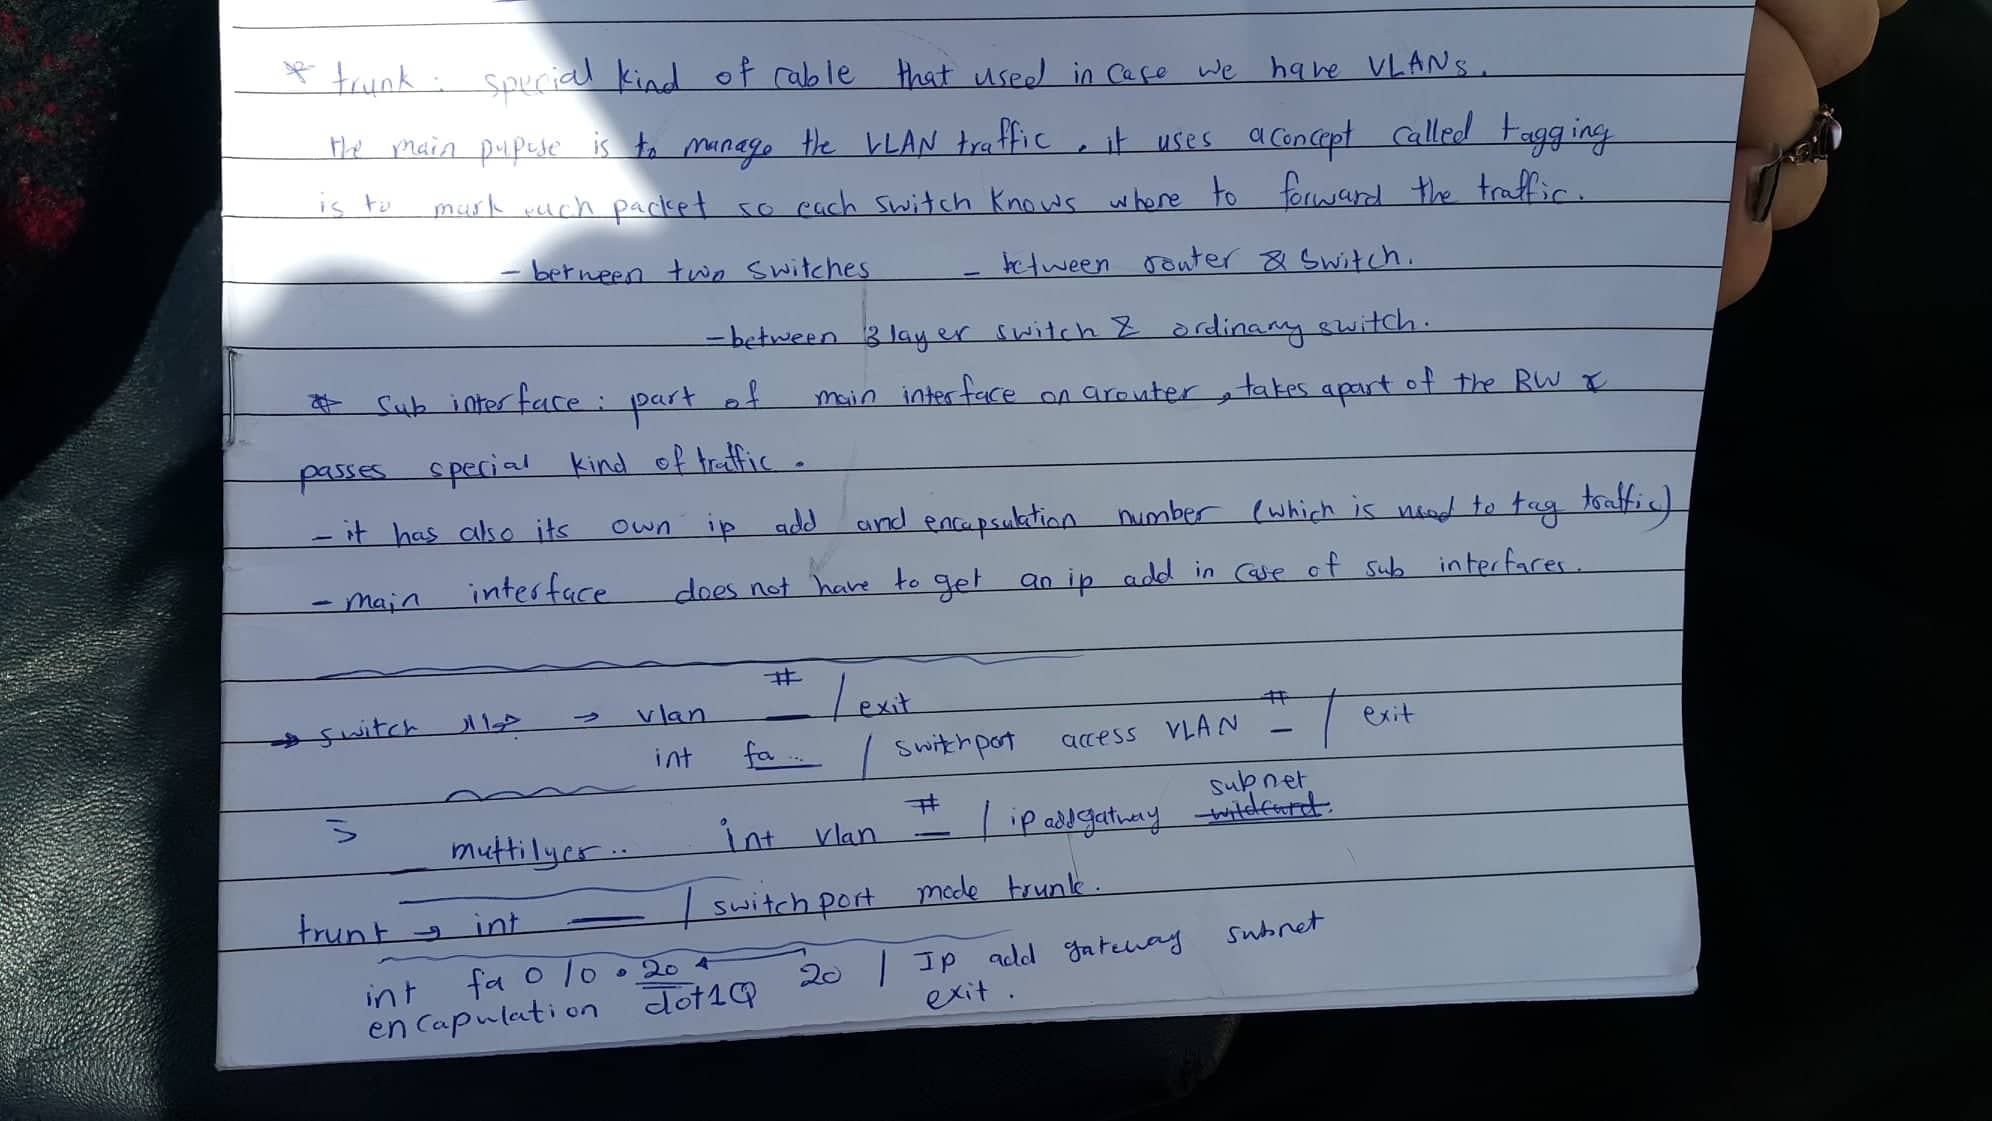 * trunk : special kind of cable that used in case we have VLANs.
the main pupuse is to manage the VLAN traffic . it uses a concept called tagging
is to mark each packet so each switch knows where to forward the traffic.
- between two switches - between router & switch.
- between 3 layer switch & ordinary switch.
* Sub interface : part of main interface on a router , takes apart of the BW &
passes special kind of traffic .
- it has also its own ip add and encapsulation number (which is used to tag traffic)
- main interface does not have to get an ip add in case of sub interfaces.
→ switch → vlan # / exit
int fa... / switchport access VLAN # / exit
subnet
multilyer.. int vlan # / ip add gatway wildcard.
trunk → int ___ / switchport mode trunk.
int fa 0/0.20 20 / Ip add gateway subnet
encapulation dot1Q exit .